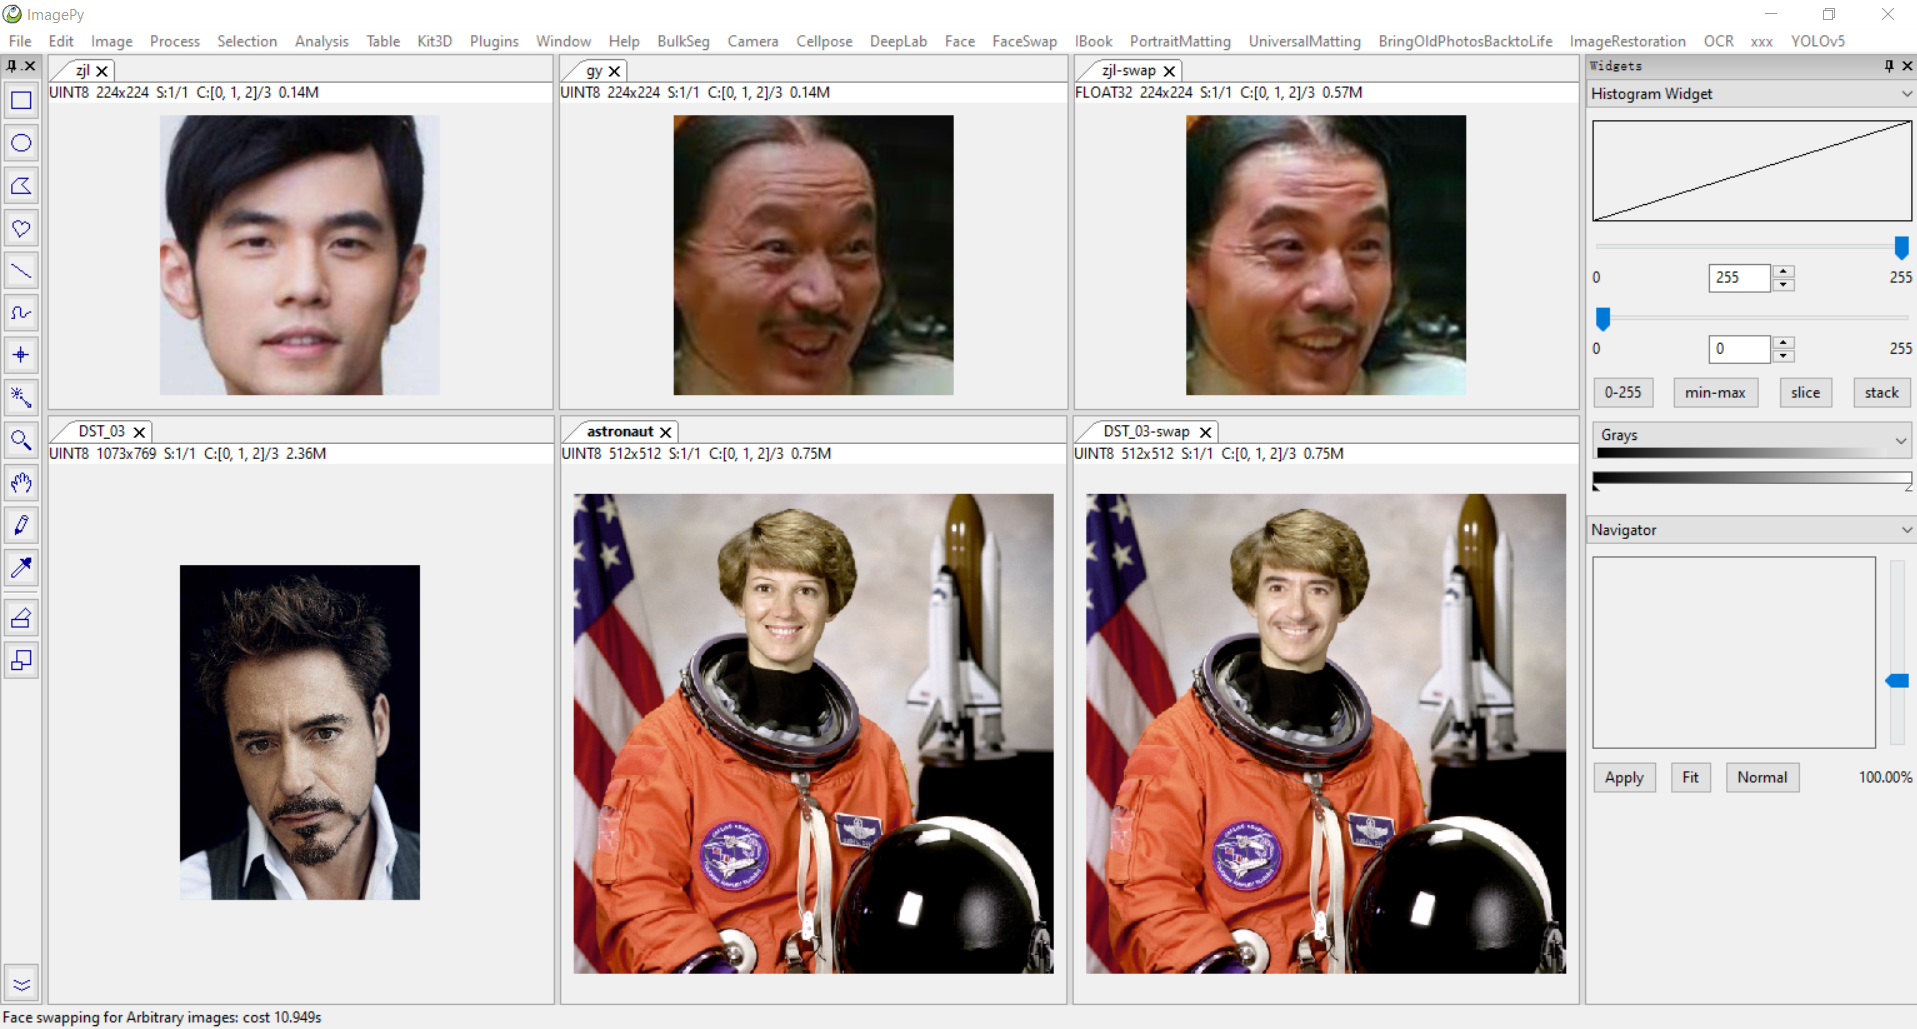 ImagePy
File Edit Image Process Selection Analysis Table Kit3D Plugins Window Help BulkSeg Camera Cellpose DeepLab Face FaceSwap IBook PortraitMatting UniversalMatting BringOldPhotosBacktoLife ImageRestoration OCR xxx YOLOv5
zjl
UINT8 224x224 S:1/1 C:[0, 1, 2]/3 0.14M
gy
UINT8 224x224 S:1/1 C:[0, 1, 2]/3 0.14M
zjl-swap
FLOAT32 224x224 S:1/1 C:[0, 1, 2]/3 0.57M
DST_03
UINT8 1073x769 S:1/1 C:[0, 1, 2]/3 2.36M
astronaut
UINT8 512x512 S:1/1 C:[0, 1, 2]/3 0.75M
DST_03-swap
UINT8 512x512 S:1/1 C:[0, 1, 2]/3 0.75M
Widgets
Histogram Widget
0 255 255
0 0 255
0-255 min-max slice stack
Grays
Navigator
Apply Fit Normal 100.00%
Face swapping for Arbitrary images: cost 10.949s